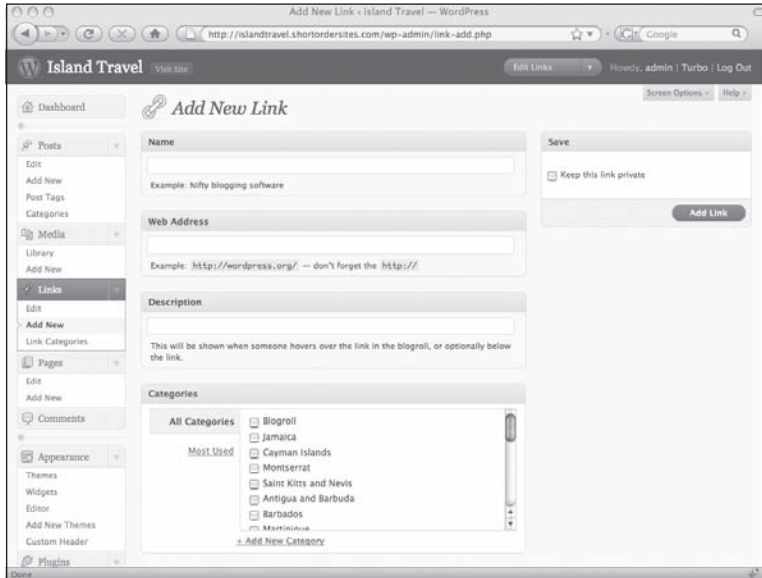 Add New Link ‹ Island Travel — WordPress
http://islandtravel.shortordersites.com/wp-admin/link-add.php
Google
Island Travel
Visit Site
Edit Links
Howdy, admin | Turbo | Log Out
Screen Options
Help
Dashboard
Posts
Edit
Add New
Post Tags
Categories
Media
Library
Add New
Links
Edit
Add New
Link Categories
Pages
Edit
Add New
Comments
Appearance
Themes
Widgets
Editor
Add New Themes
Custom Header
Plugins
Add New Link
Name
Example: Nifty blogging software
Web Address
Example: http://wordpress.org/ — don't forget the http://
Description
This will be shown when someone hovers over the link in the blogroll, or optionally below
the link.
Categories
All Categories
Most Used
Blogroll
Jamaica
Cayman Islands
Montserrat
Saint Kitts and Nevis
Antigua and Barbuda
Barbados
Martinique
+ Add New Category
Save
Keep this link private
Add Link
Done